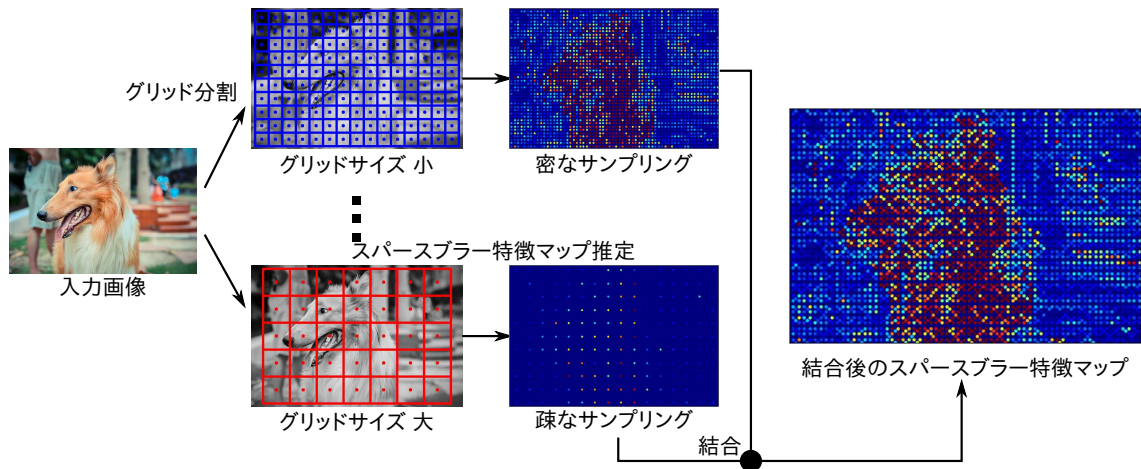 グリッド分割
グリッドサイズ 小
密なサンプリング
スパースブラー特徴マップ推定
入力画像
グリッドサイズ 大
疎なサンプリング
結合後のスパースブラー特徴マップ
結合